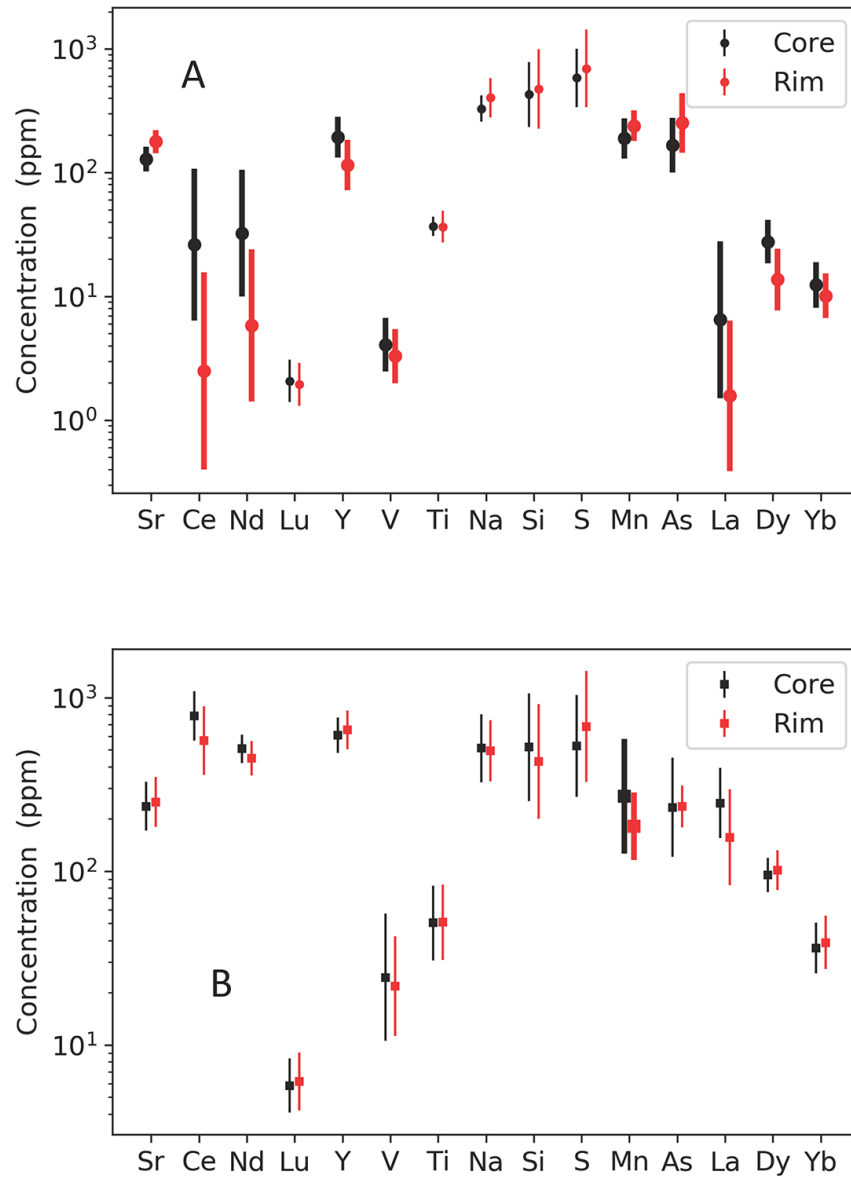 10³
A
Core
Rim
10²
10¹
10⁰
Concentration (ppm)
Sr Ce Nd Lu Y V Ti Na Si S Mn As La Dy Yb
10³
Core
Rim
10²
B
10¹
Concentration (ppm)
Sr Ce Nd Lu Y V Ti Na Si S Mn As La Dy Yb